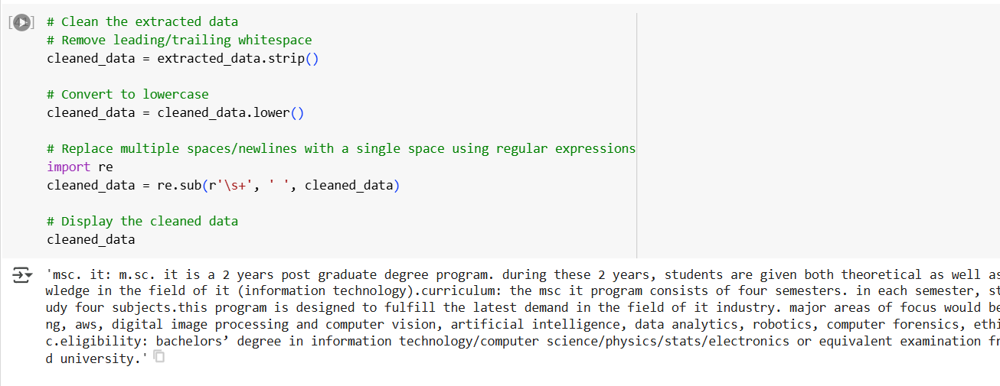 # Clean the extracted data
# Remove leading/trailing whitespace
cleaned_data = extracted_data.strip()
# Convert to lowercase
cleaned_data = cleaned_data.lower()
# Replace multiple spaces/newlines with a single space using regular expressions
import re
cleaned_data = re.sub(r'\s+', ' ', cleaned_data)
# Display the cleaned data
cleaned_data
'msc. it: m.sc. it is a 2 years post graduate degree program. during these 2 years, students are given both theoretical as well as
wledge in the field of it (information technology).curriculum: the msc it program consists of four semesters. in each semester, st
udy four subjects.this program is designed to fulfill the latest demand in the field of it industry. major areas of focus would be
ng, aws, digital image processing and computer vision, artificial intelligence, data analytics, robotics, computer forensics, ethi
c.eligibility: bachelors’ degree in information technology/computer science/physics/stats/electronics or equivalent examination fr
d university.'